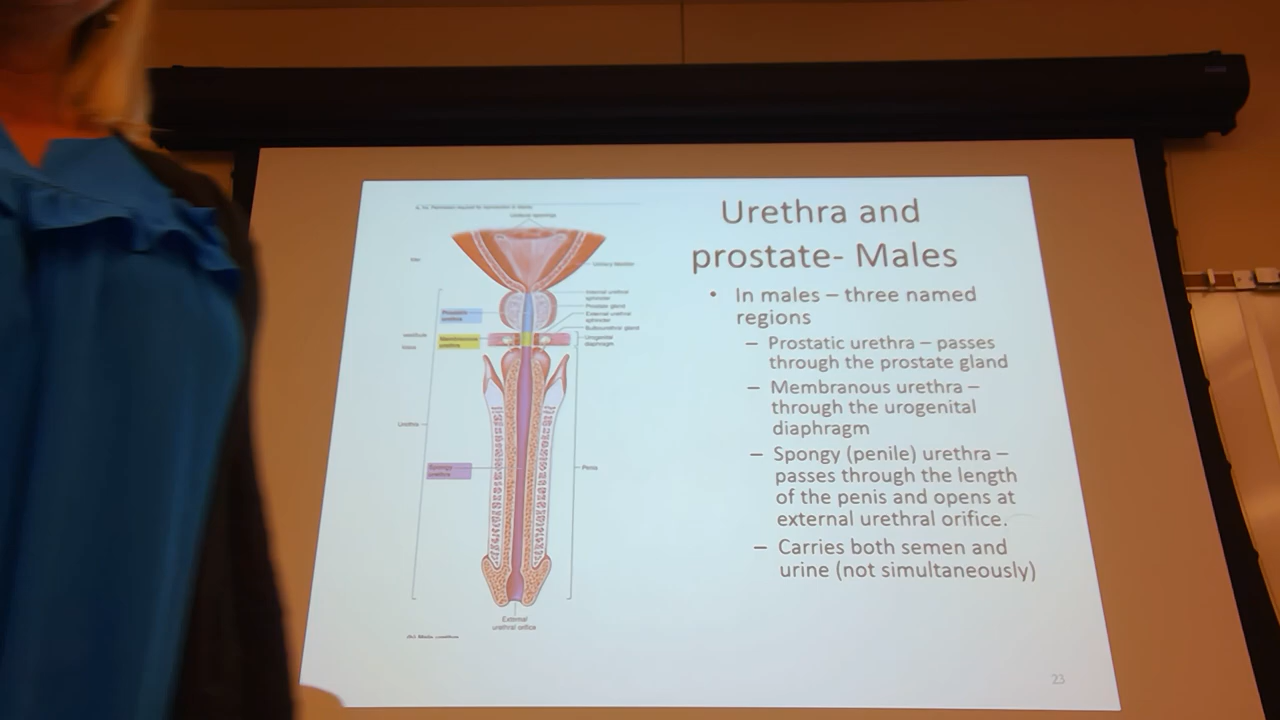 Urethra and
prostate- Males
• In males – three named
regions
– Prostatic urethra – passes
through the prostate gland
– Membranous urethra –
through the urogenital
diaphragm
– Spongy (penile) urethra –
passes through the length
of the penis and opens at
external urethral orifice.
– Carries both semen and
urine (not simultaneously)
23
Urinary bladder
Internal urethral
sphincter
Prostate gland
External urethral
sphincter
Bulbourethral gland
Urogenital
diaphragm
Prostatic
urethra
Membranous
urethra
Urethra
Spongy
urethra
Penis
External
urethral orifice
(b) Male urethra